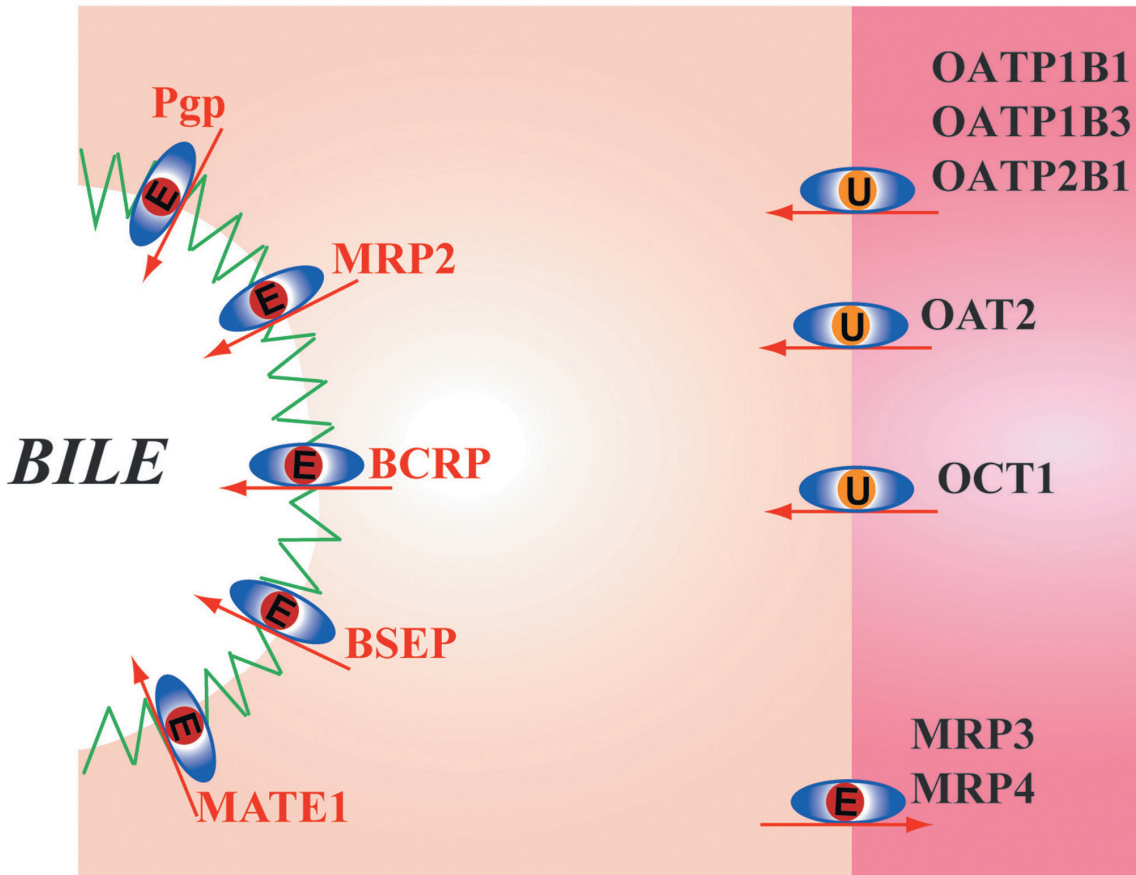 Pgp
E
MRP2
E
BILE
BCRP
E
BSEP
E
MATE1
E
OATP1B1
OATP1B3
OATP2B1
U
OAT2
U
OCT1
U
MRP3
MRP4
E